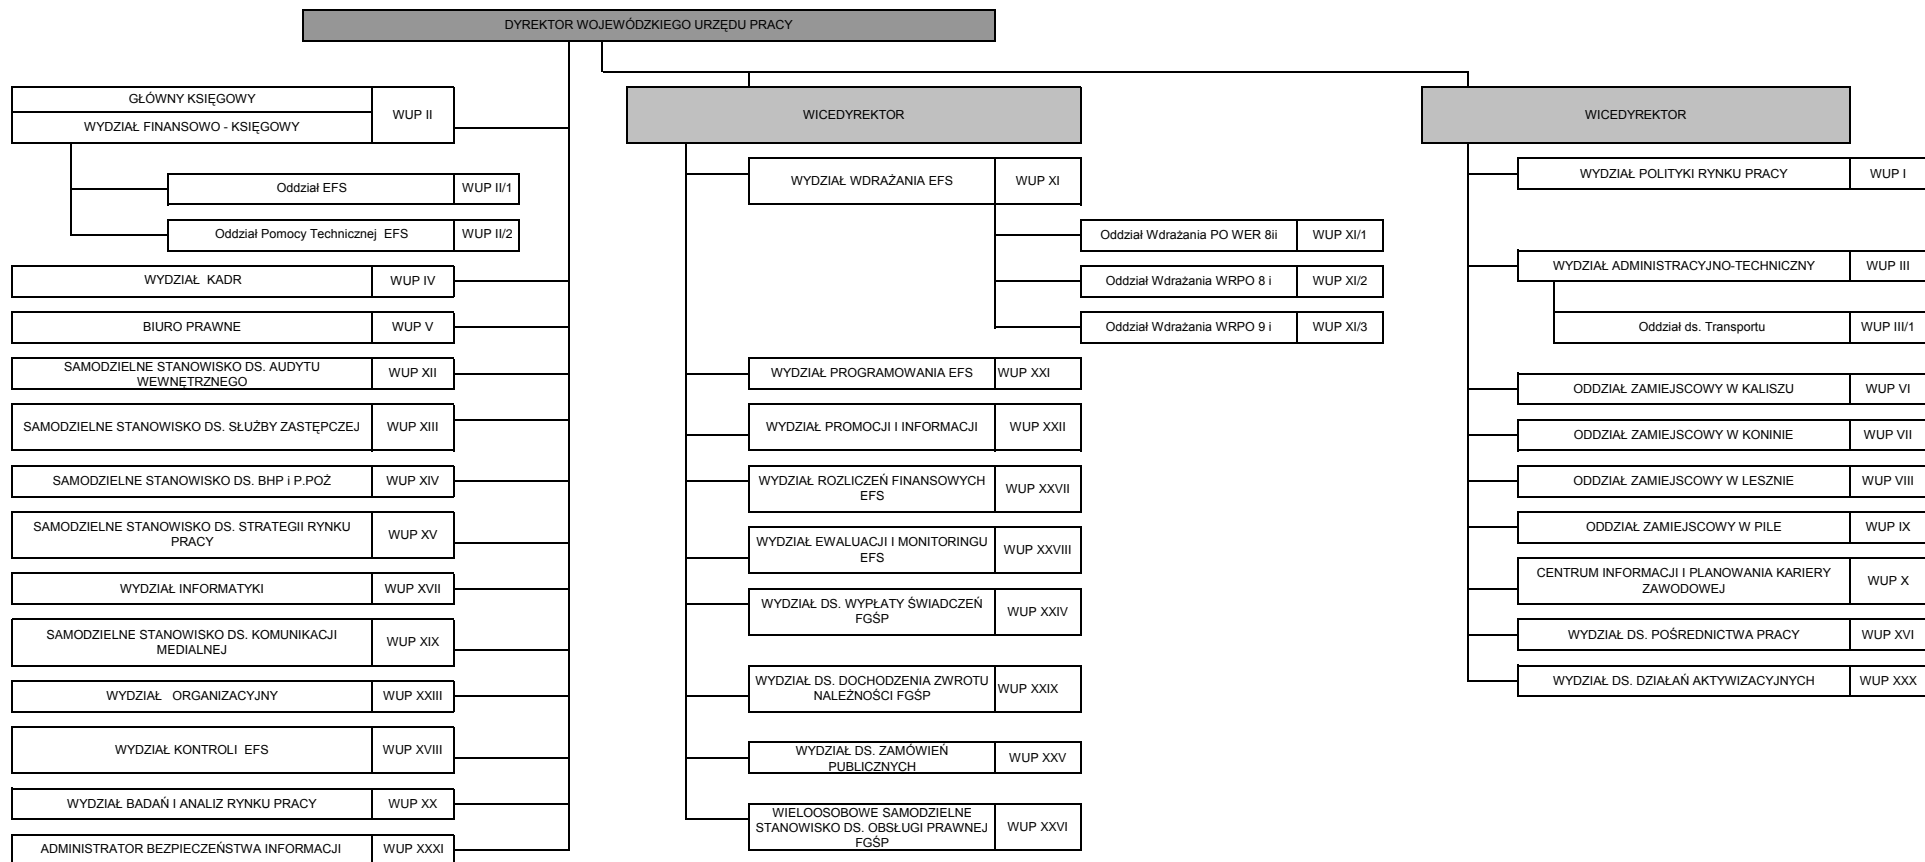 DYREKTOR WOJEWÓDZKIEGO URZĘDU PRACY
GŁÓWNY KSIĘGOWY
WYDZIAŁ FINANSOWO - KSIĘGOWY
WUP II
Oddział EFS
WUP II/1
Oddział Pomocy Technicznej EFS
WUP II/2
WYDZIAŁ KADR
WUP IV
BIURO PRAWNE
WUP V
SAMODZIELNE STANOWISKO DS. AUDYTU
WEWNĘTRZNEGO
WUP XII
SAMODZIELNE STANOWISKO DS. SŁUŻBY ZASTĘPCZEJ
WUP XIII
SAMODZIELNE STANOWISKO DS. BHP i P.POŻ
WUP XIV
SAMODZIELNE STANOWISKO DS. STRATEGII RYNKU
PRACY
WUP XV
WYDZIAŁ INFORMATYKI
WUP XVII
SAMODZIELNE STANOWISKO DS. KOMUNIKACJI
MEDIALNEJ
WUP XIX
WYDZIAŁ ORGANIZACYJNY
WUP XXIII
WYDZIAŁ KONTROLI EFS
WUP XVIII
WYDZIAŁ BADAŃ I ANALIZ RYNKU PRACY
WUP XX
ADMINISTRATOR BEZPIECZEŃSTWA INFORMACJI
WUP XXXI
WICEDYREKTOR
WYDZIAŁ WDRAŻANIA EFS
WUP XI
Oddział Wdrażania PO WER 8ii
WUP XI/1
Oddział Wdrażania WRPO 8 i
WUP XI/2
Oddział Wdrażania WRPO 9 i
WUP XI/3
WYDZIAŁ PROGRAMOWANIA EFS
WUP XXI
WYDZIAŁ PROMOCJI I INFORMACJI
WUP XXII
WYDZIAŁ ROZLICZEŃ FINANSOWYCH
EFS
WUP XXVII
WYDZIAŁ EWALUACJI I MONITORINGU
EFS
WUP XXVIII
WYDZIAŁ DS. WYPŁATY ŚWIADCZEŃ
FGŚP
WUP XXIV
WYDZIAŁ DS. DOCHODZENIA ZWROTU
NALEŻNOŚCI FGŚP
WUP XXIX
WYDZIAŁ DS. ZAMÓWIEŃ
PUBLICZNYCH
WUP XXV
WIELOOSOBOWE SAMODZIELNE
STANOWISKO DS. OBSŁUGI PRAWNEJ
FGŚP
WUP XXVI
WICEDYREKTOR
WYDZIAŁ POLITYKI RYNKU PRACY
WUP I
WYDZIAŁ ADMINISTRACYJNO-TECHNICZNY
WUP III
Oddział ds. Transportu
WUP III/1
ODDZIAŁ ZAMIEJSCOWY W KALISZU
WUP VI
ODDZIAŁ ZAMIEJSCOWY W KONINIE
WUP VII
ODDZIAŁ ZAMIEJSCOWY W LESZNIE
WUP VIII
ODDZIAŁ ZAMIEJSCOWY W PILE
WUP IX
CENTRUM INFORMACJI I PLANOWANIA KARIERY
ZAWODOWEJ
WUP X
WYDZIAŁ DS. POŚREDNICTWA PRACY
WUP XVI
WYDZIAŁ DS. DZIAŁAŃ AKTYWIZACYJNYCH
WUP XXX